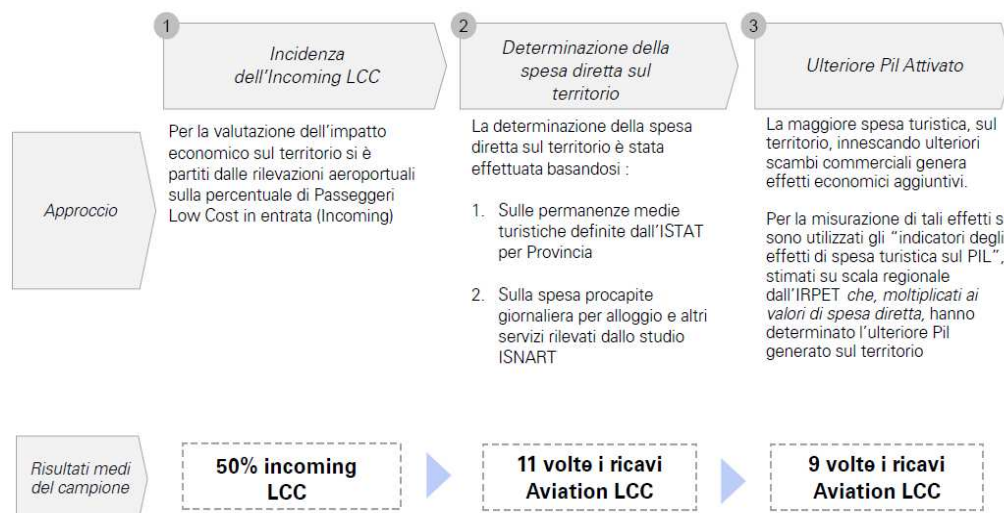 1
Incidenza
dell'Incoming LCC
2
Determinazione della
spesa diretta sul
territorio
3
Ulteriore Pil Attivato
Approccio
Per la valutazione dell'impatto
economico sul territorio si è
partiti dalle rilevazioni aeroportuali
sulla percentuale di Passeggeri
Low Cost in entrata (Incoming)
La determinazione della spesa
diretta sul territorio è stata
effettuata basandosi :
1. Sulle permanenze medie
turistiche definite dall'ISTAT
per Provincia
2. Sulla spesa procapite
giornaliera per alloggio e altri
servizi rilevati dallo studio
ISNART
La maggiore spesa turistica, sul
territorio, innescando ulteriori
scambi commerciali genera
effetti economici aggiuntivi.
Per la misurazione di tali effetti s
sono utilizzati gli "indicatori degli
effetti di spesa turistica sul PIL",
stimati su scala regionale
dall'IRPET che, moltiplicati ai
valori di spesa diretta, hanno
determinato l'ulteriore Pil
generato sul territorio
Risultati medi
del campione
50% incoming
LCC
11 volte i ricavi
Aviation LCC
9 volte i ricavi
Aviation LCC